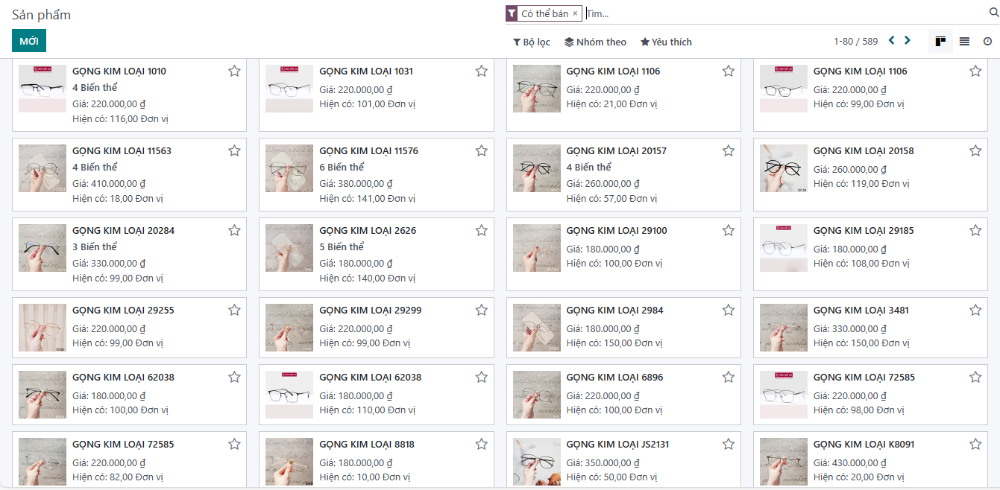 Sản phẩm
Có thể bán ×
Tìm...
MỚI
Bộ lọc
Nhóm theo
Yêu thích
1-80 / 589
GỌNG KIM LOẠI 1010
4 Biến thể
Giá: 220.000,00 ₫
Hiện có: 116,00 Đơn vị
GỌNG KIM LOẠI 1031
Giá: 220.000,00 ₫
Hiện có: 101,00 Đơn vị
GỌNG KIM LOẠI 1106
Giá: 220.000,00 ₫
Hiện có: 21,00 Đơn vị
GỌNG KIM LOẠI 1106
Giá: 220.000,00 ₫
Hiện có: 99,00 Đơn vị
GỌNG KIM LOẠI 11563
4 Biến thể
Giá: 410.000,00 ₫
Hiện có: 18,00 Đơn vị
GỌNG KIM LOẠI 11576
6 Biến thể
Giá: 380.000,00 ₫
Hiện có: 141,00 Đơn vị
GỌNG KIM LOẠI 20157
4 Biến thể
Giá: 260.000,00 ₫
Hiện có: 57,00 Đơn vị
GỌNG KIM LOẠI 20158
Giá: 260.000,00 ₫
Hiện có: 119,00 Đơn vị
GỌNG KIM LOẠI 20284
3 Biến thể
Giá: 330.000,00 ₫
Hiện có: 99,00 Đơn vị
GỌNG KIM LOẠI 2626
5 Biến thể
Giá: 180.000,00 ₫
Hiện có: 140,00 Đơn vị
GỌNG KIM LOẠI 29100
Giá: 180.000,00 ₫
Hiện có: 100,00 Đơn vị
GỌNG KIM LOẠI 29185
Giá: 180.000,00 ₫
Hiện có: 108,00 Đơn vị
GỌNG KIM LOẠI 29255
Giá: 220.000,00 ₫
Hiện có: 99,00 Đơn vị
GỌNG KIM LOẠI 29299
Giá: 220.000,00 ₫
Hiện có: 99,00 Đơn vị
GỌNG KIM LOẠI 2984
Giá: 180.000,00 ₫
Hiện có: 150,00 Đơn vị
GỌNG KIM LOẠI 3481
Giá: 330.000,00 ₫
Hiện có: 150,00 Đơn vị
GỌNG KIM LOẠI 62038
Giá: 180.000,00 ₫
Hiện có: 100,00 Đơn vị
GỌNG KIM LOẠI 62038
Giá: 180.000,00 ₫
Hiện có: 110,00 Đơn vị
GỌNG KIM LOẠI 6896
Giá: 220.000,00 ₫
Hiện có: 100,00 Đơn vị
GỌNG KIM LOẠI 72585
Giá: 220.000,00 ₫
Hiện có: 98,00 Đơn vị
GỌNG KIM LOẠI 72585
Giá: 220.000,00 ₫
Hiện có: 82,00 Đơn vị
GỌNG KIM LOẠI 8818
Giá: 180.000,00 ₫
Hiện có: 10,00 Đơn vị
GỌNG KIM LOẠI JS2131
Giá: 350.000,00 ₫
Hiện có: 50,00 Đơn vị
GỌNG KIM LOẠI K8091
Giá: 430.000,00 ₫
Hiện có: 20,00 Đơn vị